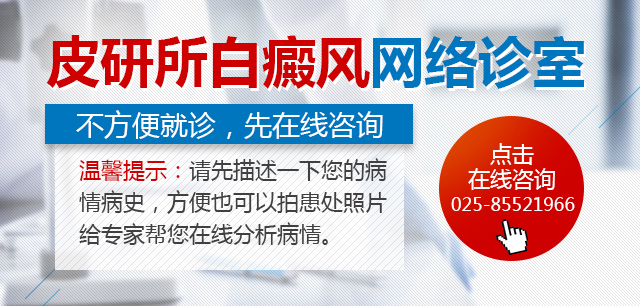 皮研所白癜风网络诊室
不方便就诊，先在线咨询
温馨提示：请先描述一下您的病
情病史，方便也可以拍患处照片
给专家帮您在线分析病情。
点击
在线咨询
025-85521966